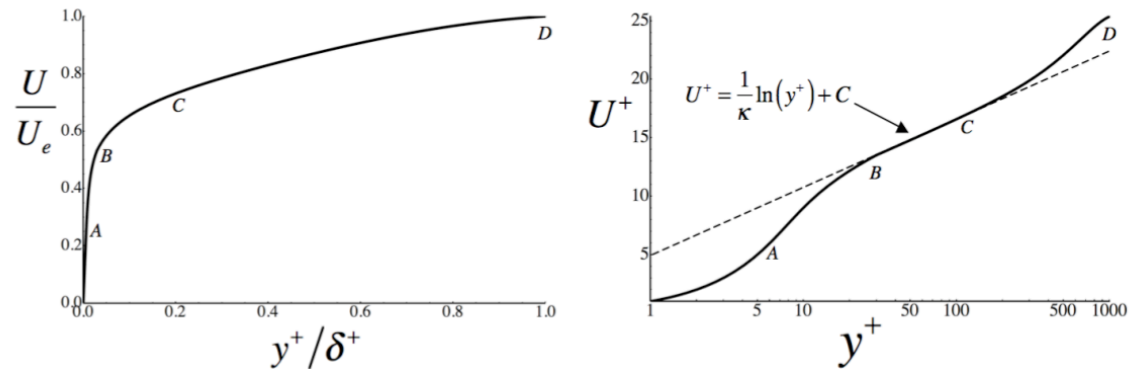 U/U_e
1.0
0.8
0.6
0.4
0.2
0.0
A
B
C
D
0.0 0.2 0.4 0.6 0.8 1.0
y⁺/δ⁺
U⁺
25
20
15
10
5
U⁺ = 1/κ ln(y⁺) + C
A
B
C
D
1 5 10 50 100 500 1000
y⁺